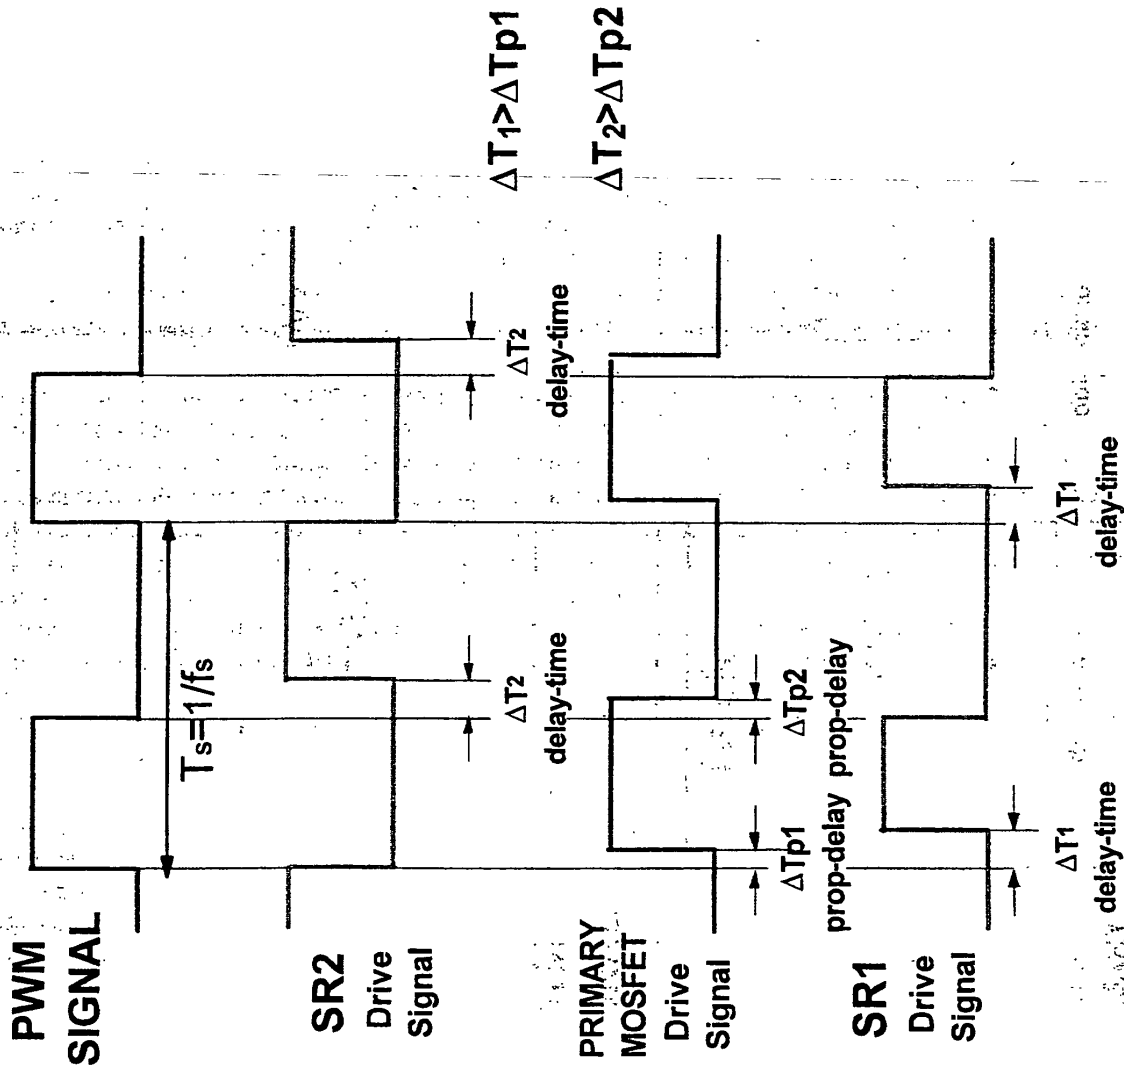 PWM
SIGNAL
Ts=1/fs
SR2
Drive
Signal
ΔT2
delay-time
ΔT2
delay-time
ΔT1>ΔTp1
ΔT2>ΔTp2
PRIMARY
MOSFET
Drive
Signal
ΔTp1
prop-delay
ΔTp2
prop-delay
SR1
Drive
Signal
ΔT1
delay-time
ΔT1
delay-time